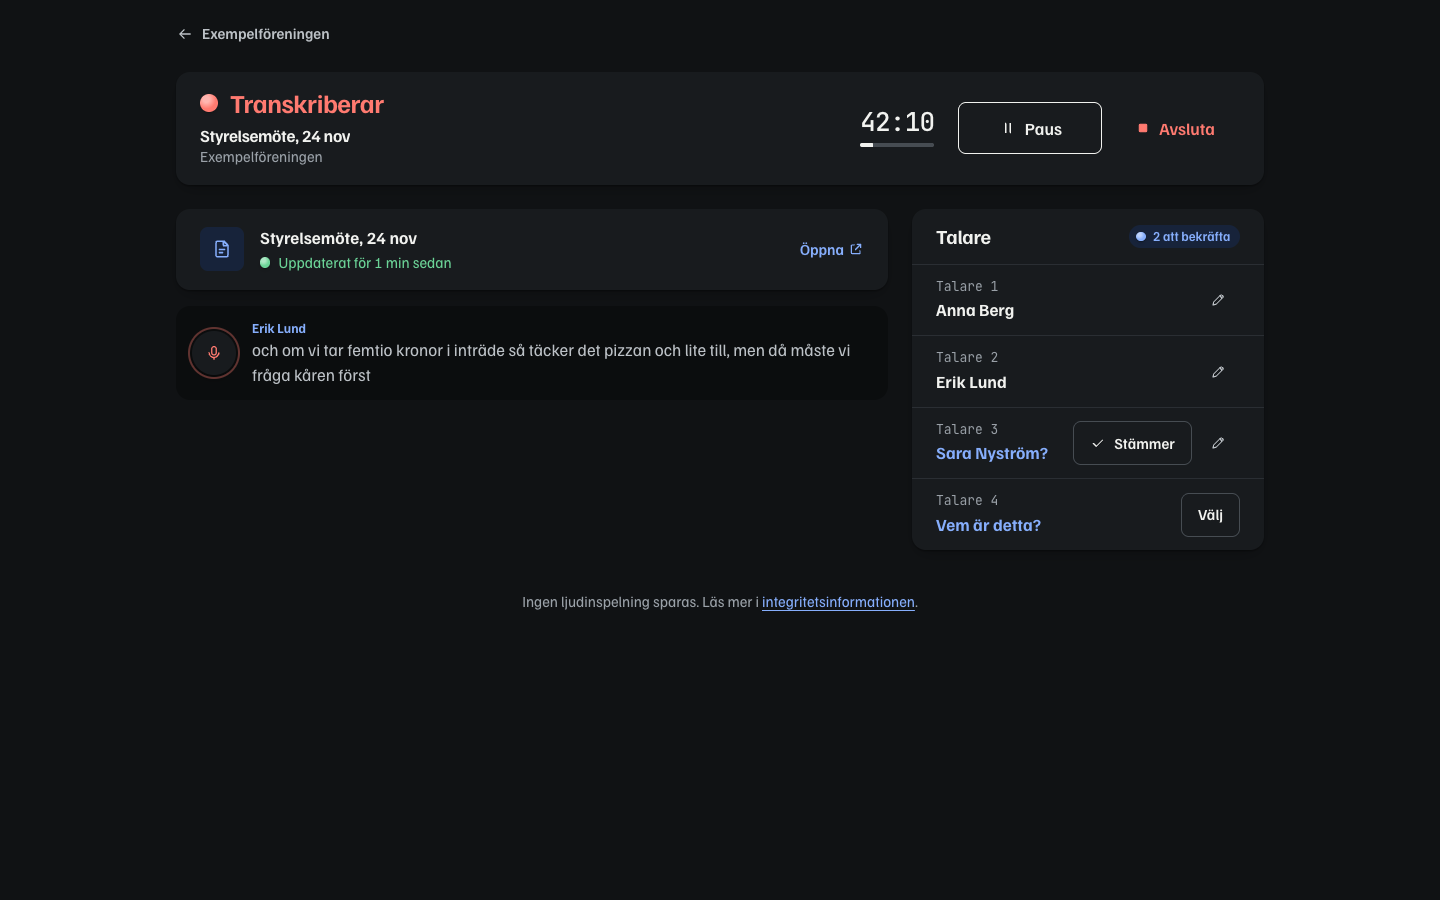 Exempelföreningen
Transkriberar
Styrelsemöte, 24 nov
Exempelföreningen
42:10
Paus
Avsluta
Styrelsemöte, 24 nov
Uppdaterat för 1 min sedan
Öppna
Erik Lund
och om vi tar femtio kronor i inträde så täcker det pizzan och lite till, men då måste vi
fråga kåren först
Talare
2 att bekräfta
Talare 1
Anna Berg
Talare 2
Erik Lund
Talare 3
Sara Nyström?
Stämmer
Talare 4
Vem är detta?
Välj
Ingen ljudinspelning sparas. Läs mer i integritetsinformationen.